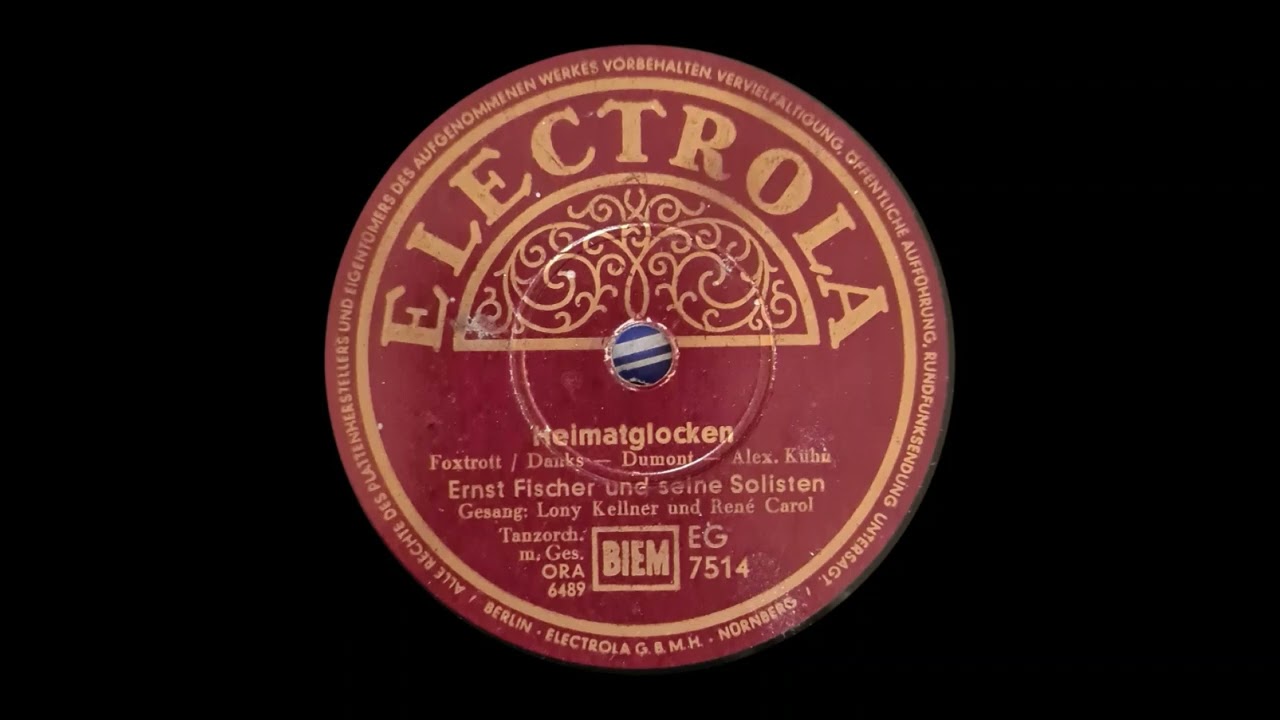 ALLE RECHTE DES PLATTENHERSTELLERS UND EIGENTÜMERS DES AUFGENOMMENEN WERKES VORBEHALTEN. VERVIELFÄLTIGUNG, ÖFFENTLICHE AUFFÜHRUNG, RUNDFUNKSENDUNG UNTERSAGT.
ELECTROLA
Heimatglocken
Foxtrott / Danks — Dumont — Alex. Kühn
Ernst Fischer und seine Solisten
Gesang: Lony Kellner und René Carol
Tanzorch. m. Ges.
ORA 6489
BIEM
EG 7514
/ BERLIN · ELECTROLA G.B.M.H. · NÜRNBERG /